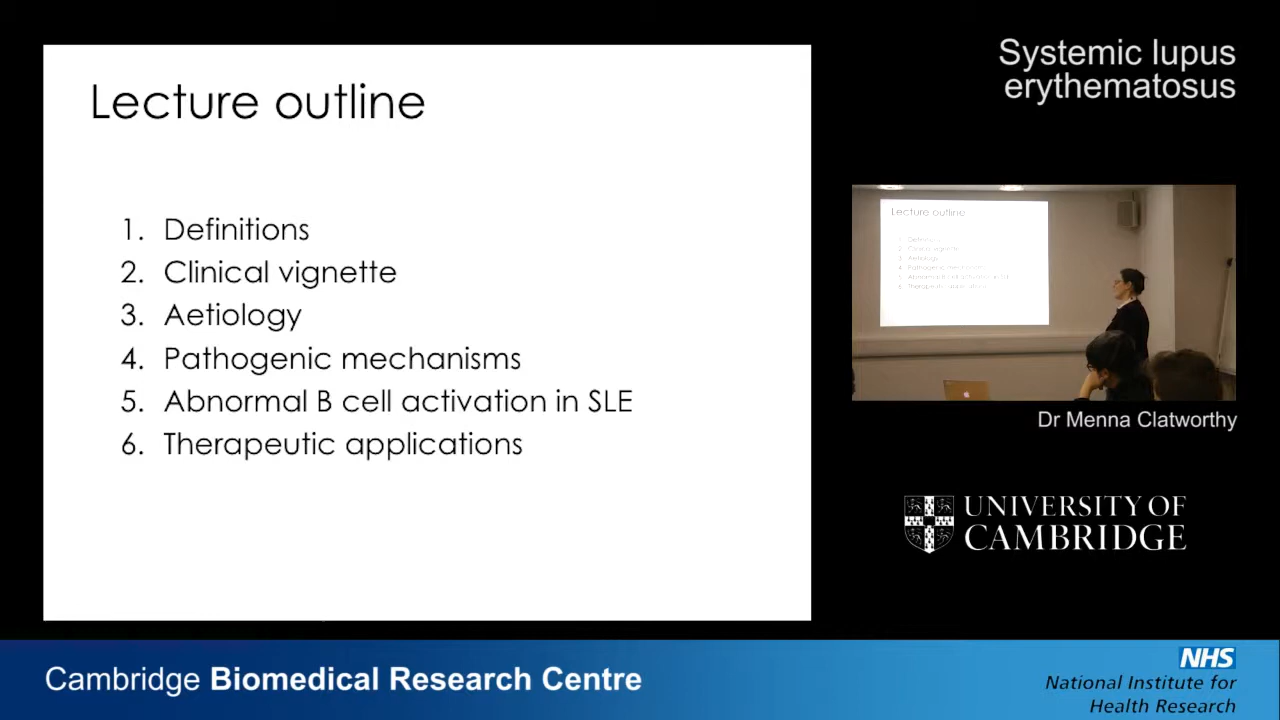 Lecture outline
1. Definitions
2. Clinical vignette
3. Aetiology
4. Pathogenic mechanisms
5. Abnormal B cell activation in SLE
6. Therapeutic applications
Systemic lupus
erythematosus
Lecture outline
Dr Menna Clatworthy
UNIVERSITY OF
CAMBRIDGE
Cambridge Biomedical Research Centre
NHS
National Institute for
Health Research